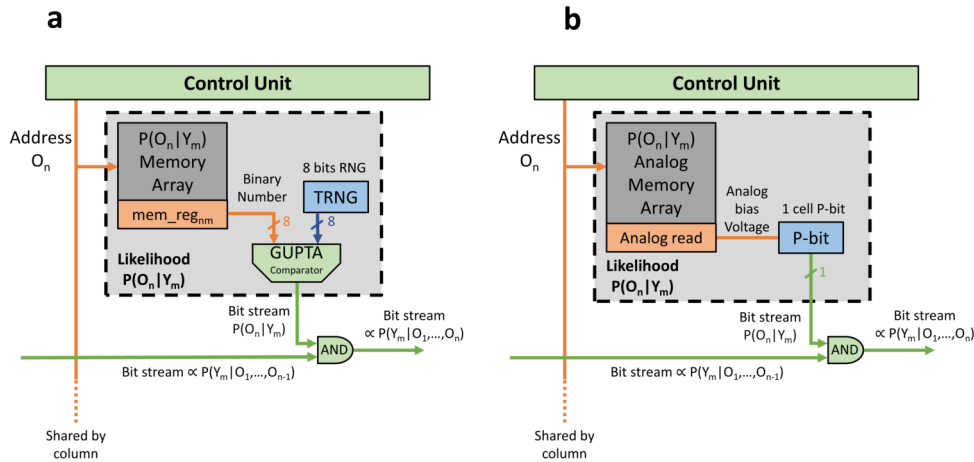 a
Control Unit
Address
Oₙ
P(Oₙ|Yₘ)
Memory
Array
mem_regₙₘ
Binary
Number
8 bits RNG
TRNG
8
8
GUPTA
Comparator
Likelihood
P(Oₙ|Yₘ)
Bit stream
P(Oₙ|Yₘ)
AND
Bit stream
∝ P(Yₘ|O₁,...,Oₙ)
Bit stream ∝ P(Yₘ|O₁,...,Oₙ₋₁)
Shared by
column
b
Control Unit
Address
Oₙ
P(Oₙ|Yₘ)
Analog
Memory
Array
Analog read
Analog
bias
Voltage
1 cell P-bit
P-bit
1
Likelihood
P(Oₙ|Yₘ)
Bit stream
P(Oₙ|Yₘ)
AND
Bit stream
∝ P(Yₘ|O₁,...,Oₙ)
Bit stream ∝ P(Yₘ|O₁,...,Oₙ₋₁)
Shared by
column